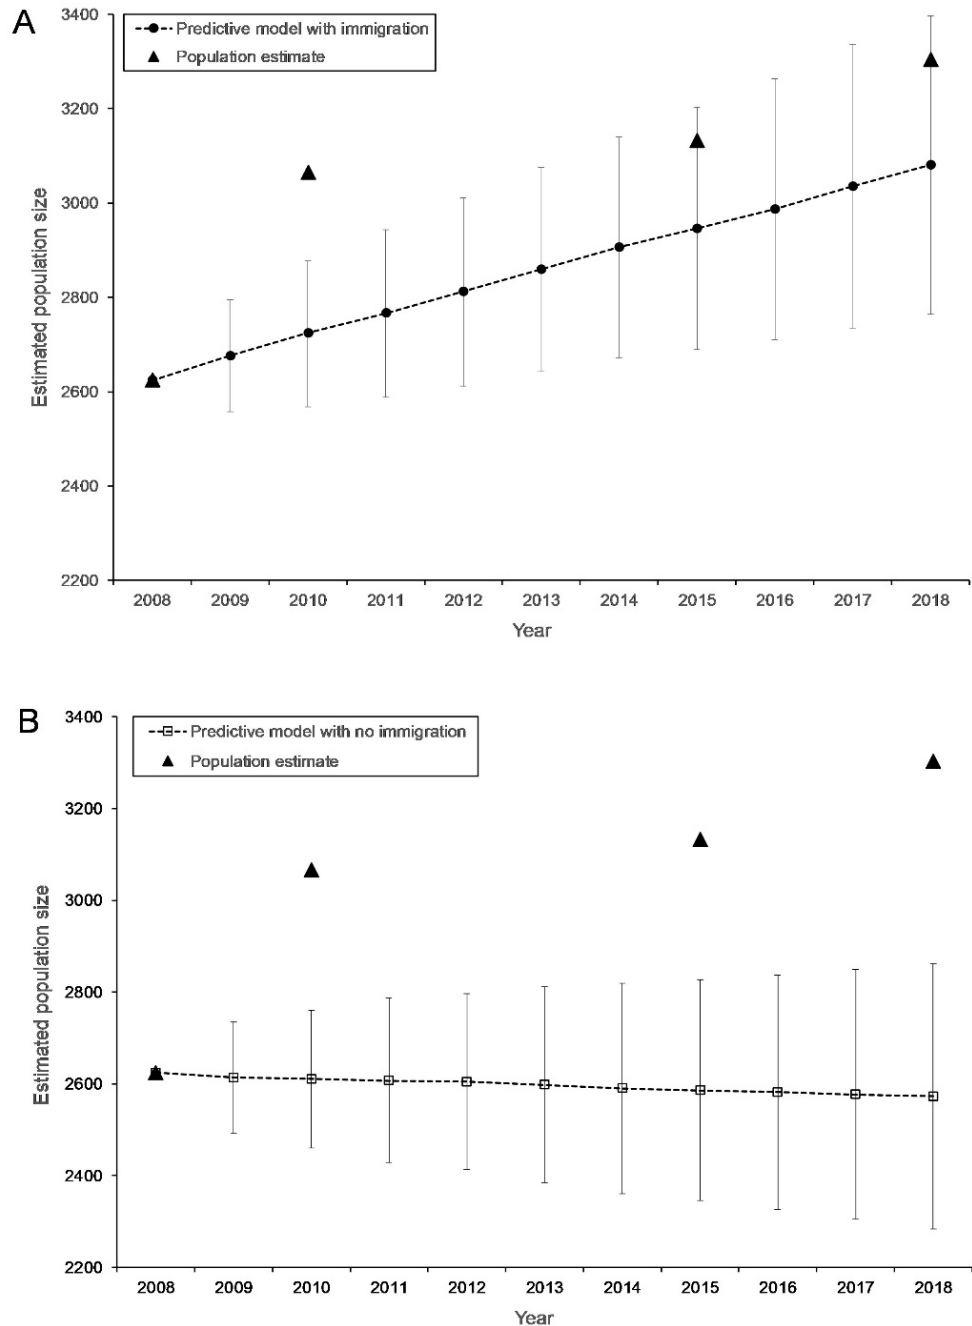 A
3400
Predictive model with immigration
Population estimate
3200
3000
2800
2600
2400
2200
Estimated population size
2008 2009 2010 2011 2012 2013 2014 2015 2016 2017 2018
Year
B
3400
Predictive model with no immigration
Population estimate
3200
3000
2800
2600
2400
2200
Estimated population size
2008 2009 2010 2011 2012 2013 2014 2015 2016 2017 2018
Year